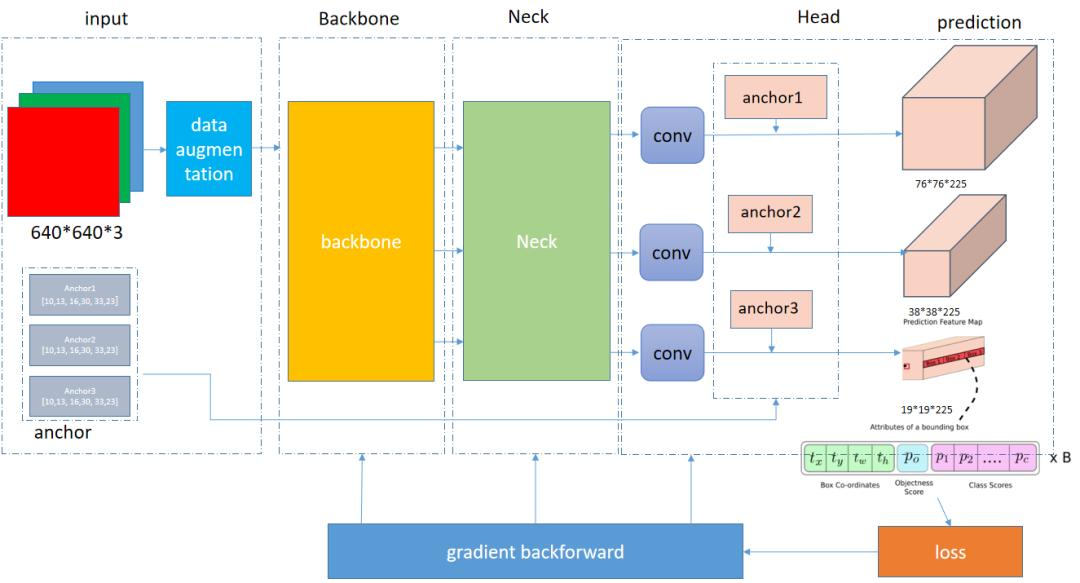 input
Backbone
Neck
Head
prediction
data
augmen
tation
640*640*3
Anchor1
[10,13, 16,30, 33,23]
Anchor2
[10,13, 16,30, 33,23]
Anchor3
[10,13, 16,30, 33,23]
anchor
backbone
Neck
conv
conv
conv
anchor1
anchor2
anchor3
76*76*225
38*38*225
Prediction Feature Map
Box 1
19*19*225
Attributes of a bounding box
tx ty tw th po p1 p2 .... pc
x B
Box Co-ordinates
Objectness
Score
Class Scores
gradient backforward
loss